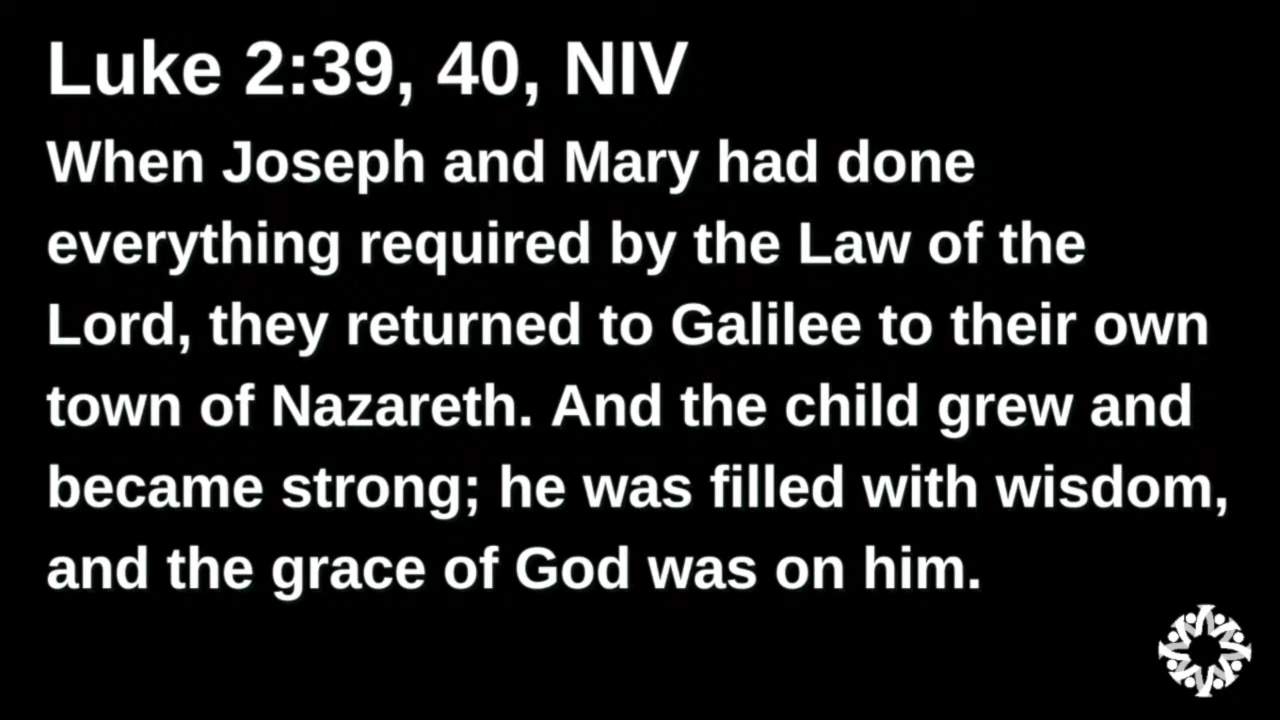 Luke 2:39, 40, NIV
When Joseph and Mary had done
everything required by the Law of the
Lord, they returned to Galilee to their own
town of Nazareth. And the child grew and
became strong; he was filled with wisdom,
and the grace of God was on him.